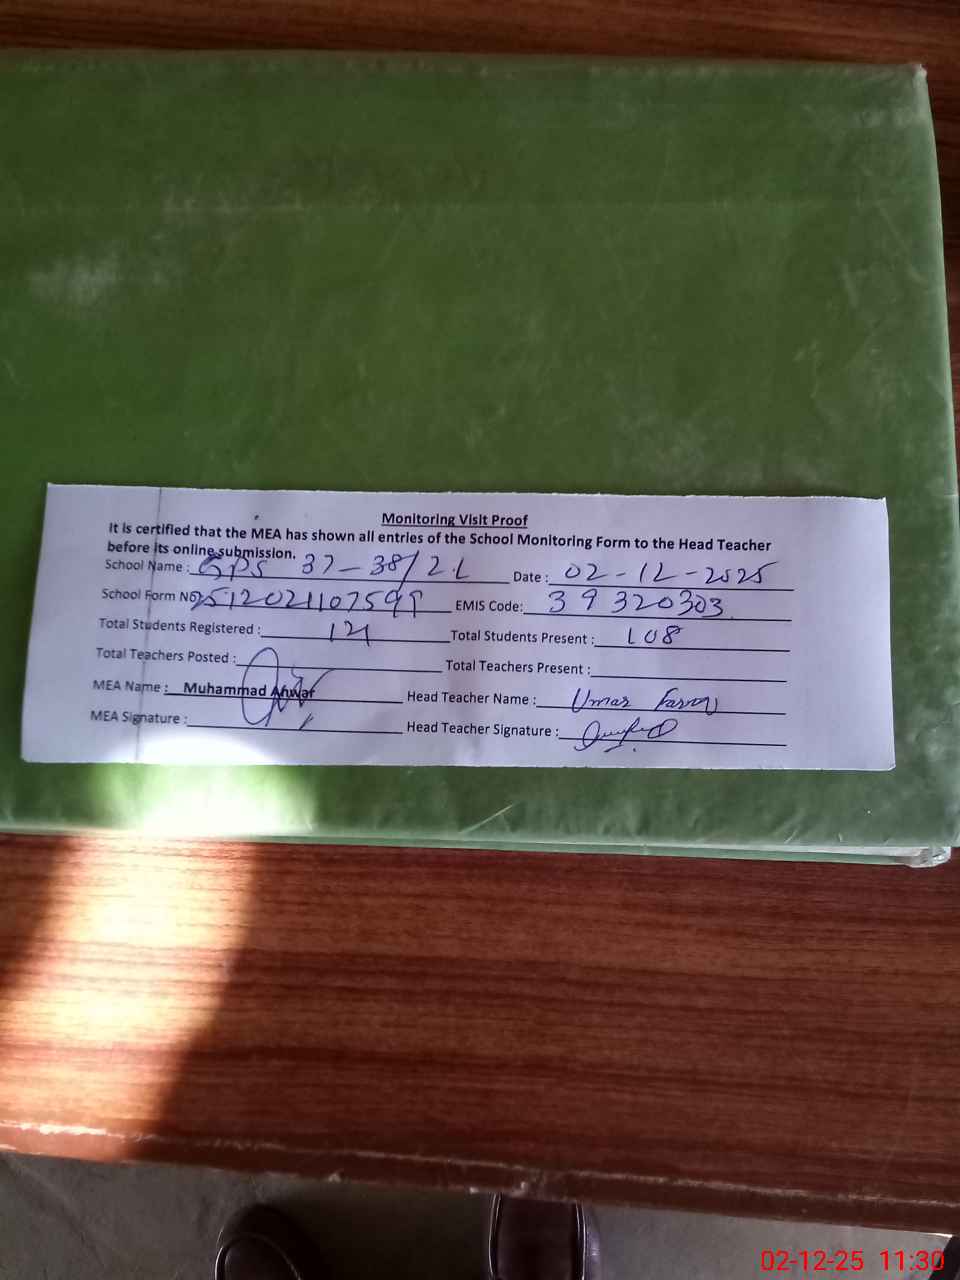 Monitoring Visit Proof
It is certified that the MEA has shown all entries of the School Monitoring Form to the Head Teacher
before its online submission.
School Name : GPS 37-38/2.L Date : 02-12-2025
School Form No 2512021107599 EMIS Code: 39320303
Total Students Registered : 121 Total Students Present : 108
Total Teachers Posted : Total Teachers Present :
MEA Name : Muhammad Anwar Head Teacher Name : Umar Farooq
MEA Signature : Head Teacher Signature :
02-12-25 11:30